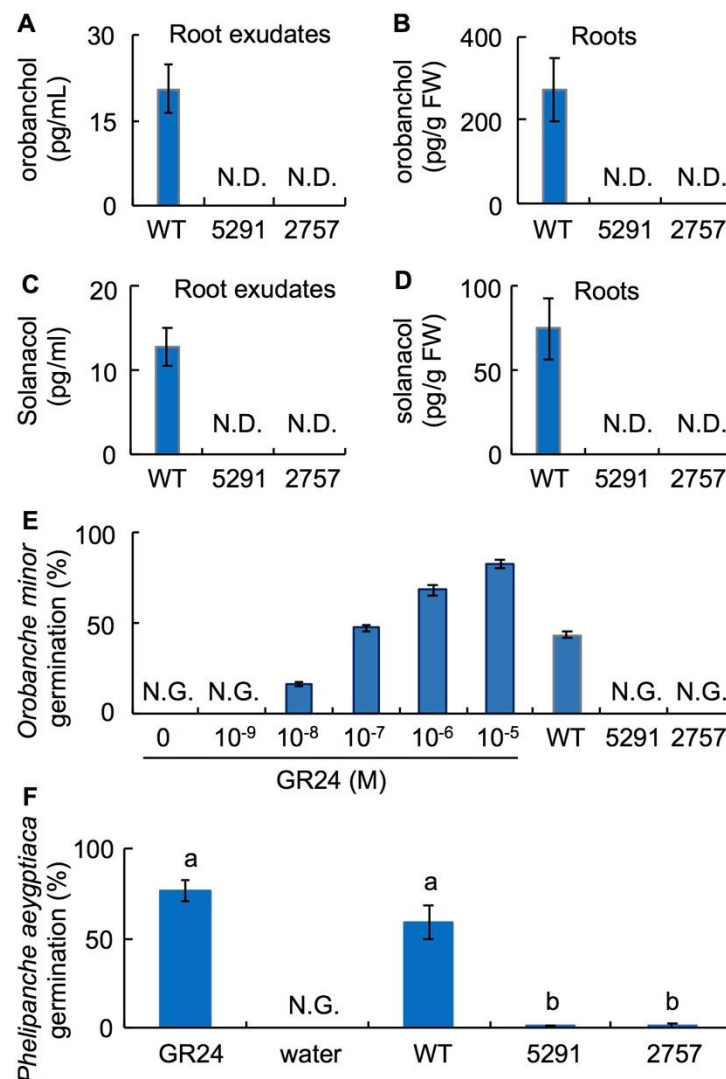 A
Root exudates
orobanchol
(pg/mL)
30
15
0
N.D.
N.D.
WT
5291
2757
B
Roots
orobanchol
(pg/g FW)
400
200
0
N.D.
N.D.
WT
5291
2757
C
Root exudates
Solanacol
(pg/ml)
20
10
0
N.D.
N.D.
WT
5291
2757
D
Roots
solanacol
(pg/g FW)
100
50
0
N.D.
N.D.
WT
5291
2757
E
Orobanche minor
germination (%)
100
50
0
N.G.
N.G.
N.G.
N.G.
0
10⁻⁹
10⁻⁸
10⁻⁷
10⁻⁶
10⁻⁵
WT
5291
2757
GR24 (M)
F
Phelipanche aeygptiaca
germination (%)
100
50
0
a
N.G.
a
b
b
GR24
water
WT
5291
2757